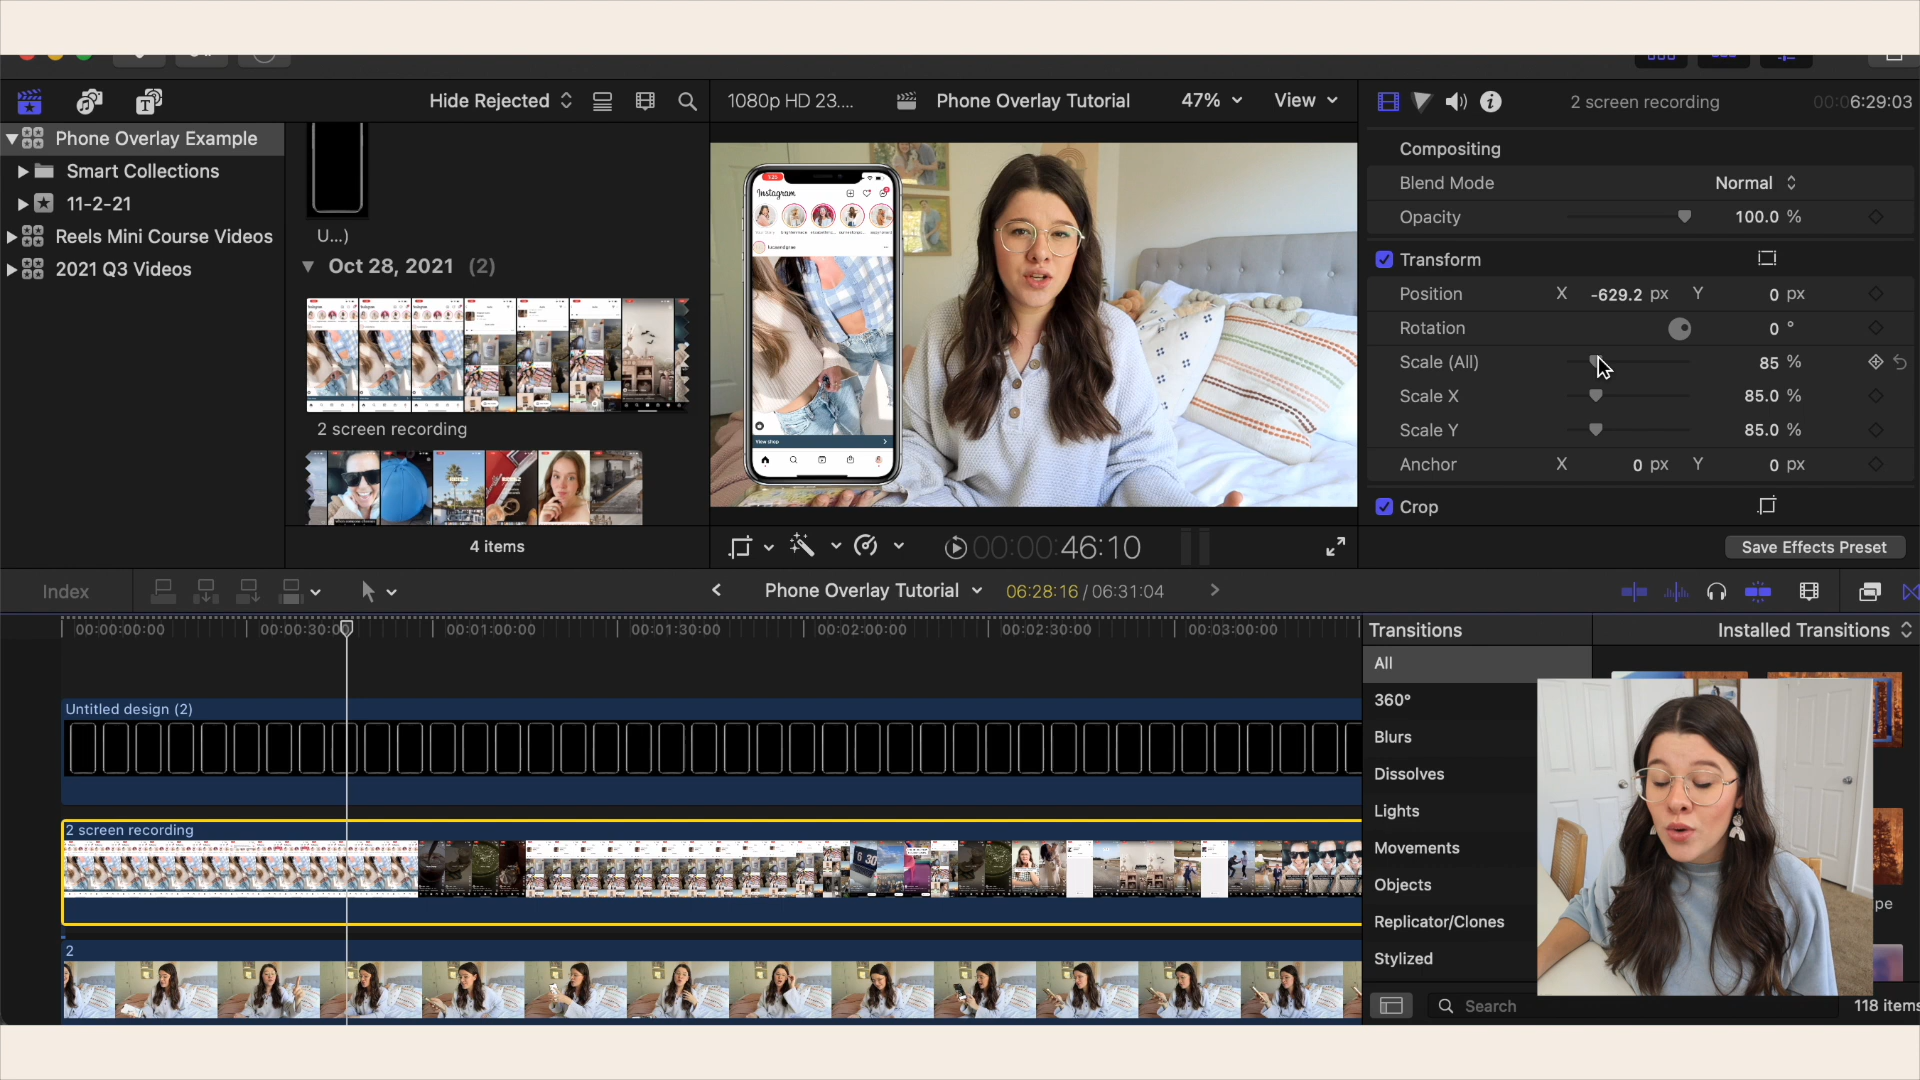 Hide Rejected
1080p HD 23....
Phone Overlay Tutorial
47%
View
2 screen recording
00:06:29:03
Phone Overlay Example
Smart Collections
11-2-21
Reels Mini Course Videos
2021 Q3 Videos
U...)
Oct 28, 2021 (2)
2 screen recording
4 items
Instagram
View shop
00:00:46:10
Compositing
Blend Mode Normal
Opacity 100.0 %
Transform
Position X -629.2 px Y 0 px
Rotation 0 °
Scale (All) 85 %
Scale X 85.0 %
Scale Y 85.0 %
Anchor X 0 px Y 0 px
Crop
Save Effects Preset
Index
Phone Overlay Tutorial
06:28:16 / 06:31:04
00:00:00:00
00:00:30:00
00:01:00:00
00:01:30:00
00:02:00:00
00:02:30:00
00:03:00:00
Untitled design (2)
2 screen recording
2
Transitions
Installed Transitions
All
360°
Blurs
Dissolves
Lights
Movements
Objects
Replicator/Clones
Stylized
pe
Search
118 items